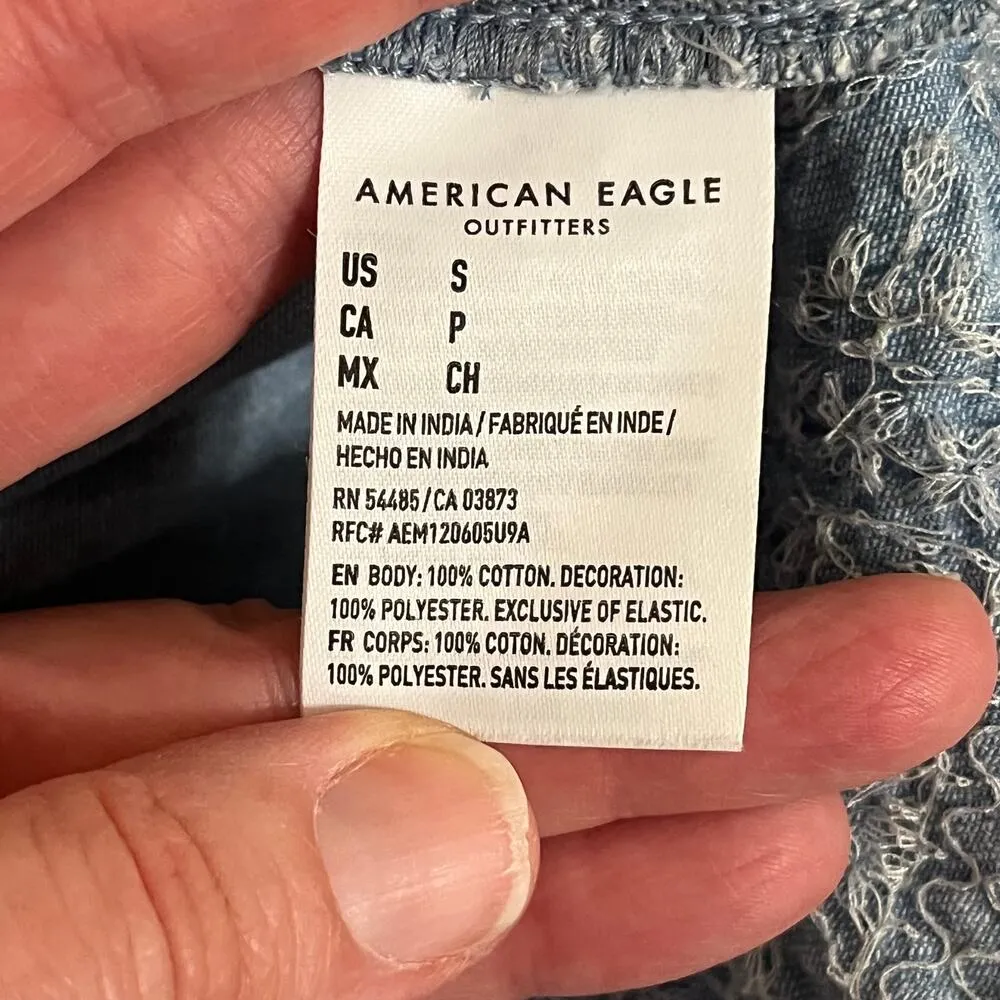 AMERICAN EAGLE
OUTFITTERS
US S
CA P
MX CH
MADE IN INDIA / FABRIQUÉ EN INDE /
HECHO EN INDIA
RN 54485 / CA 03873
RFC# AEM120605U9A
EN BODY: 100% COTTON. DECORATION:
100% POLYESTER. EXCLUSIVE OF ELASTIC.
FR CORPS: 100% COTON. DÉCORATION:
100% POLYESTER. SANS LES ÉLASTIQUES.